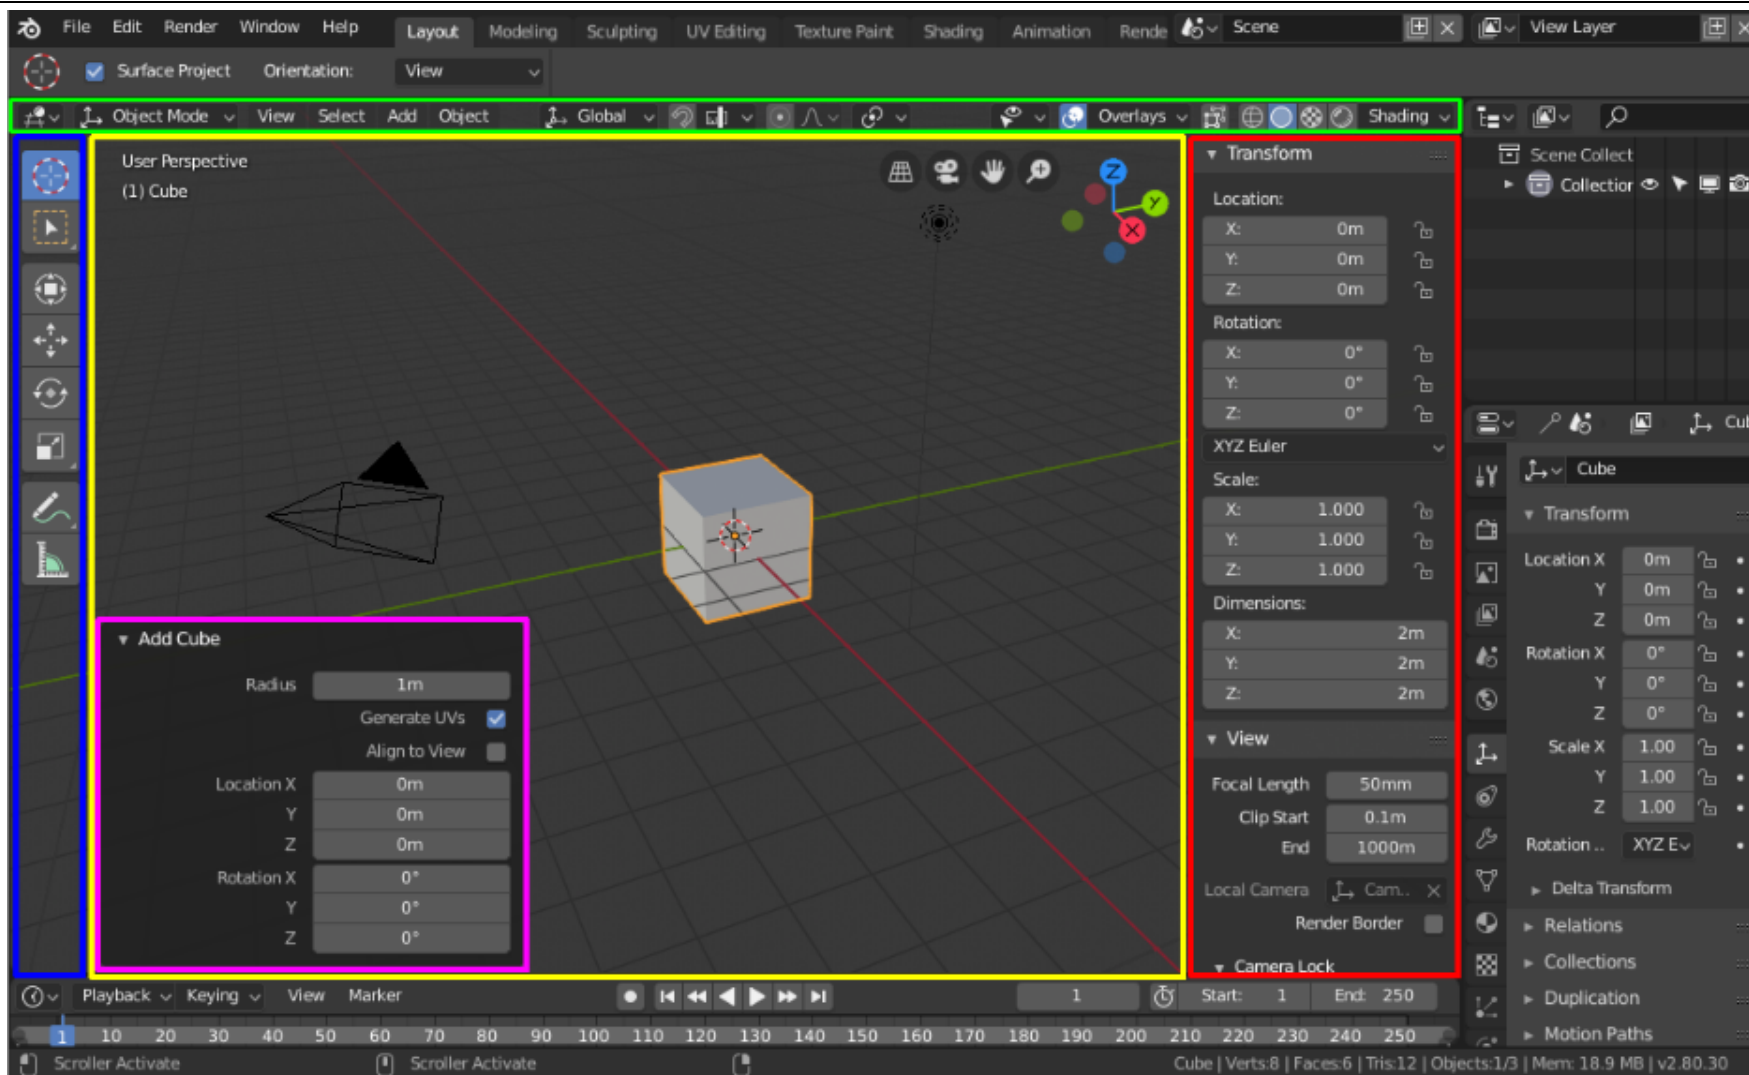 File Edit Render Window Help Layout Modeling Sculpting UV Editing Texture Paint Shading Animation Rende Scene View Layer
Surface Project Orientation: View
Object Mode View Select Add Object Global Overlays Shading
User Perspective
(1) Cube
Z
Y
X
Add Cube
Radius 1m
Generate UVs
Align to View
Location X 0m
Y 0m
Z 0m
Rotation X 0°
Y 0°
Z 0°
Transform
Location:
X: 0m
Y: 0m
Z: 0m
Rotation:
X: 0°
Y: 0°
Z: 0°
XYZ Euler
Scale:
X: 1.000
Y: 1.000
Z: 1.000
Dimensions:
X: 2m
Y: 2m
Z: 2m
View
Focal Length 50mm
Clip Start 0.1m
End 1000m
Local Camera Cam..
Render Border
Camera Lock
Scene Collect
Collectior
Cub
Cube
Transform
Location X 0m
Y 0m
Z 0m
Rotation X 0°
Y 0°
Z 0°
Scale X 1.00
Y 1.00
Z 1.00
Rotation .. XYZ E
Delta Transform
Relations
Collections
Duplication
Motion Paths
Playback Keying View Marker 1 Start: 1 End: 250
1 10 20 30 40 50 60 70 80 90 100 110 120 130 140 150 160 170 180 190 200 210 220 230 240 250
Scroller Activate Scroller Activate Cube | Verts:8 | Faces:6 | Tris:12 | Objects:1/3 | Mem: 18.9 MB | v2.80.30